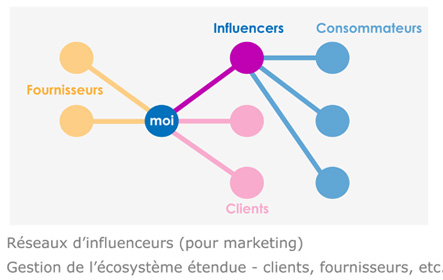 Influencers
Consommateurs
Fournisseurs
moi
Clients
Réseaux d’influenceurs (pour marketing)
Gestion de l’écosystème étendue - clients, fournisseurs, etc.